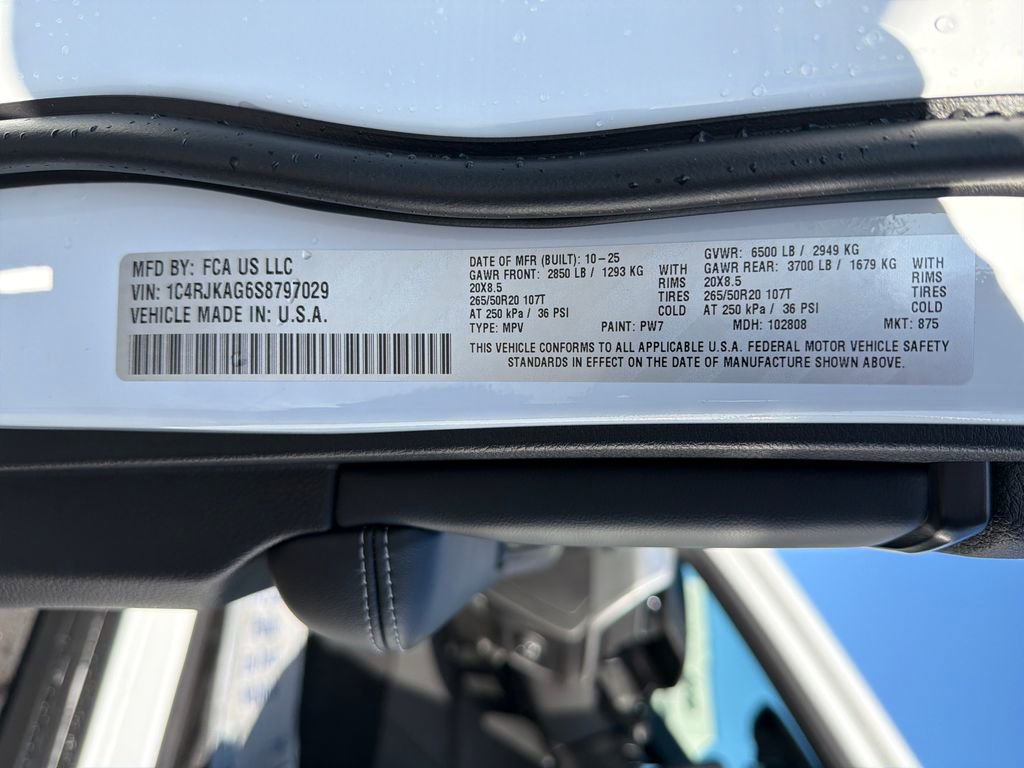 MFD BY: FCA US LLC
VIN: 1C4RJKAG6S8797029
VEHICLE MADE IN: U.S.A.
DATE OF MFR (BUILT): 10-25
GAWR FRONT: 2850 LB / 1293 KG WITH
20X8.5 RIMS
265/50R20 107T TIRES
AT 250 kPa / 36 PSI COLD
TYPE: MPV PAINT: PW7
GVWR: 6500 LB / 2949 KG
GAWR REAR: 3700 LB / 1679 KG WITH
20X8.5 RIMS
265/50R20 107T TIRES
AT 250 kPa / 36 PSI COLD
MDH: 102808 MKT: 875
THIS VEHICLE CONFORMS TO ALL APPLICABLE U.S.A. FEDERAL MOTOR VEHICLE SAFETY
STANDARDS IN EFFECT ON THE DATE OF MANUFACTURE SHOWN ABOVE.